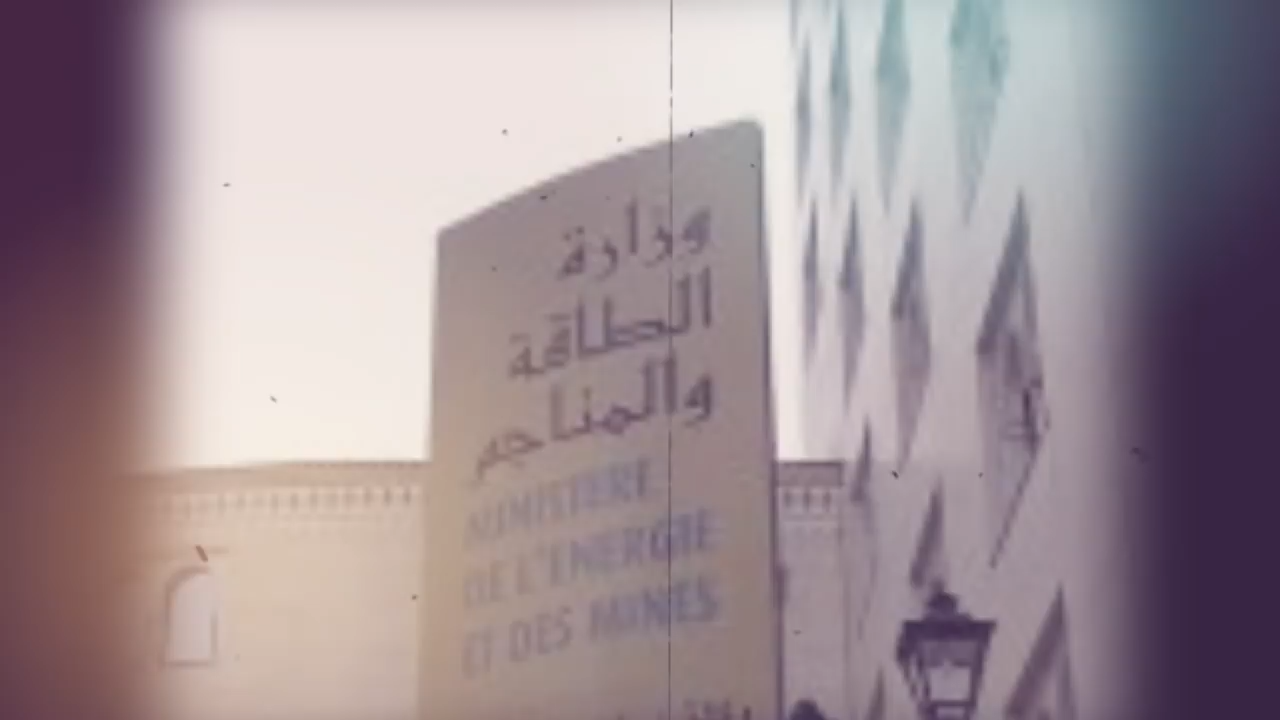 وزارة
الطاقة
والمناجم
MINISTERE
DE L'ENERGIE
ET DES MINES